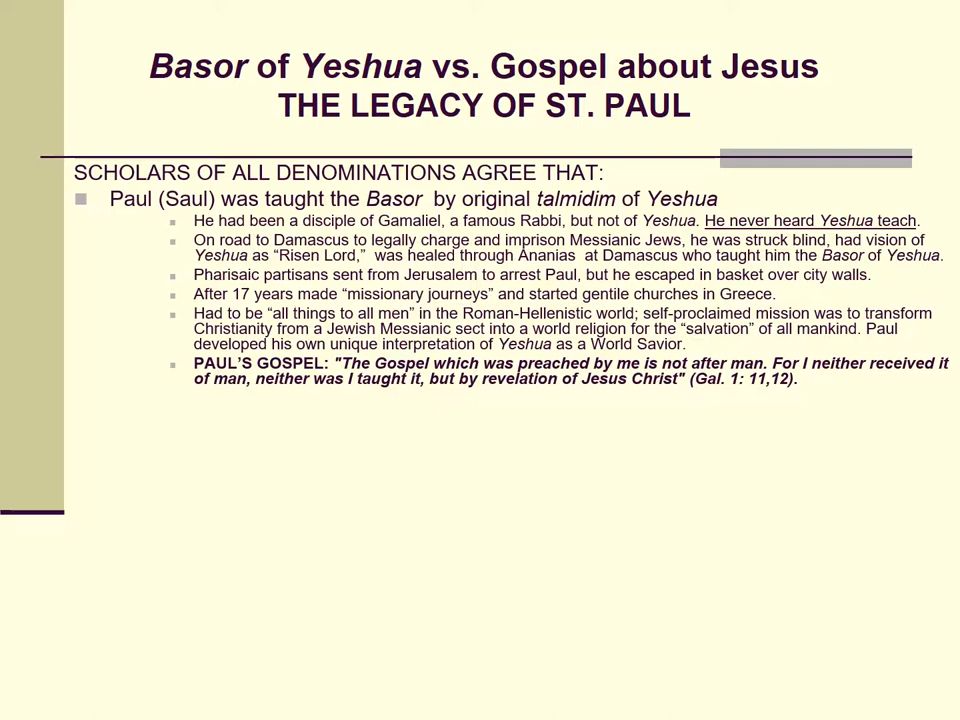 Basor of Yeshua vs. Gospel about Jesus
THE LEGACY OF ST. PAUL
SCHOLARS OF ALL DENOMINATIONS AGREE THAT:
Paul (Saul) was taught the Basor by original talmidim of Yeshua
He had been a disciple of Gamaliel, a famous Rabbi, but not of Yeshua. He never heard Yeshua teach.
On road to Damascus to legally charge and imprison Messianic Jews, he was struck blind, had vision of
Yeshua as “Risen Lord,” was healed through Ananias at Damascus who taught him the Basor of Yeshua.
Pharisaic partisans sent from Jerusalem to arrest Paul, but he escaped in basket over city walls.
After 17 years made “missionary journeys” and started gentile churches in Greece.
Had to be “all things to all men” in the Roman-Hellenistic world; self-proclaimed mission was to transform
Christianity from a Jewish Messianic sect into a world religion for the “salvation” of all mankind. Paul
developed his own unique interpretation of Yeshua as a World Savior.
PAUL’S GOSPEL: "The Gospel which was preached by me is not after man. For I neither received it
of man, neither was I taught it, but by revelation of Jesus Christ" (Gal. 1: 11,12).